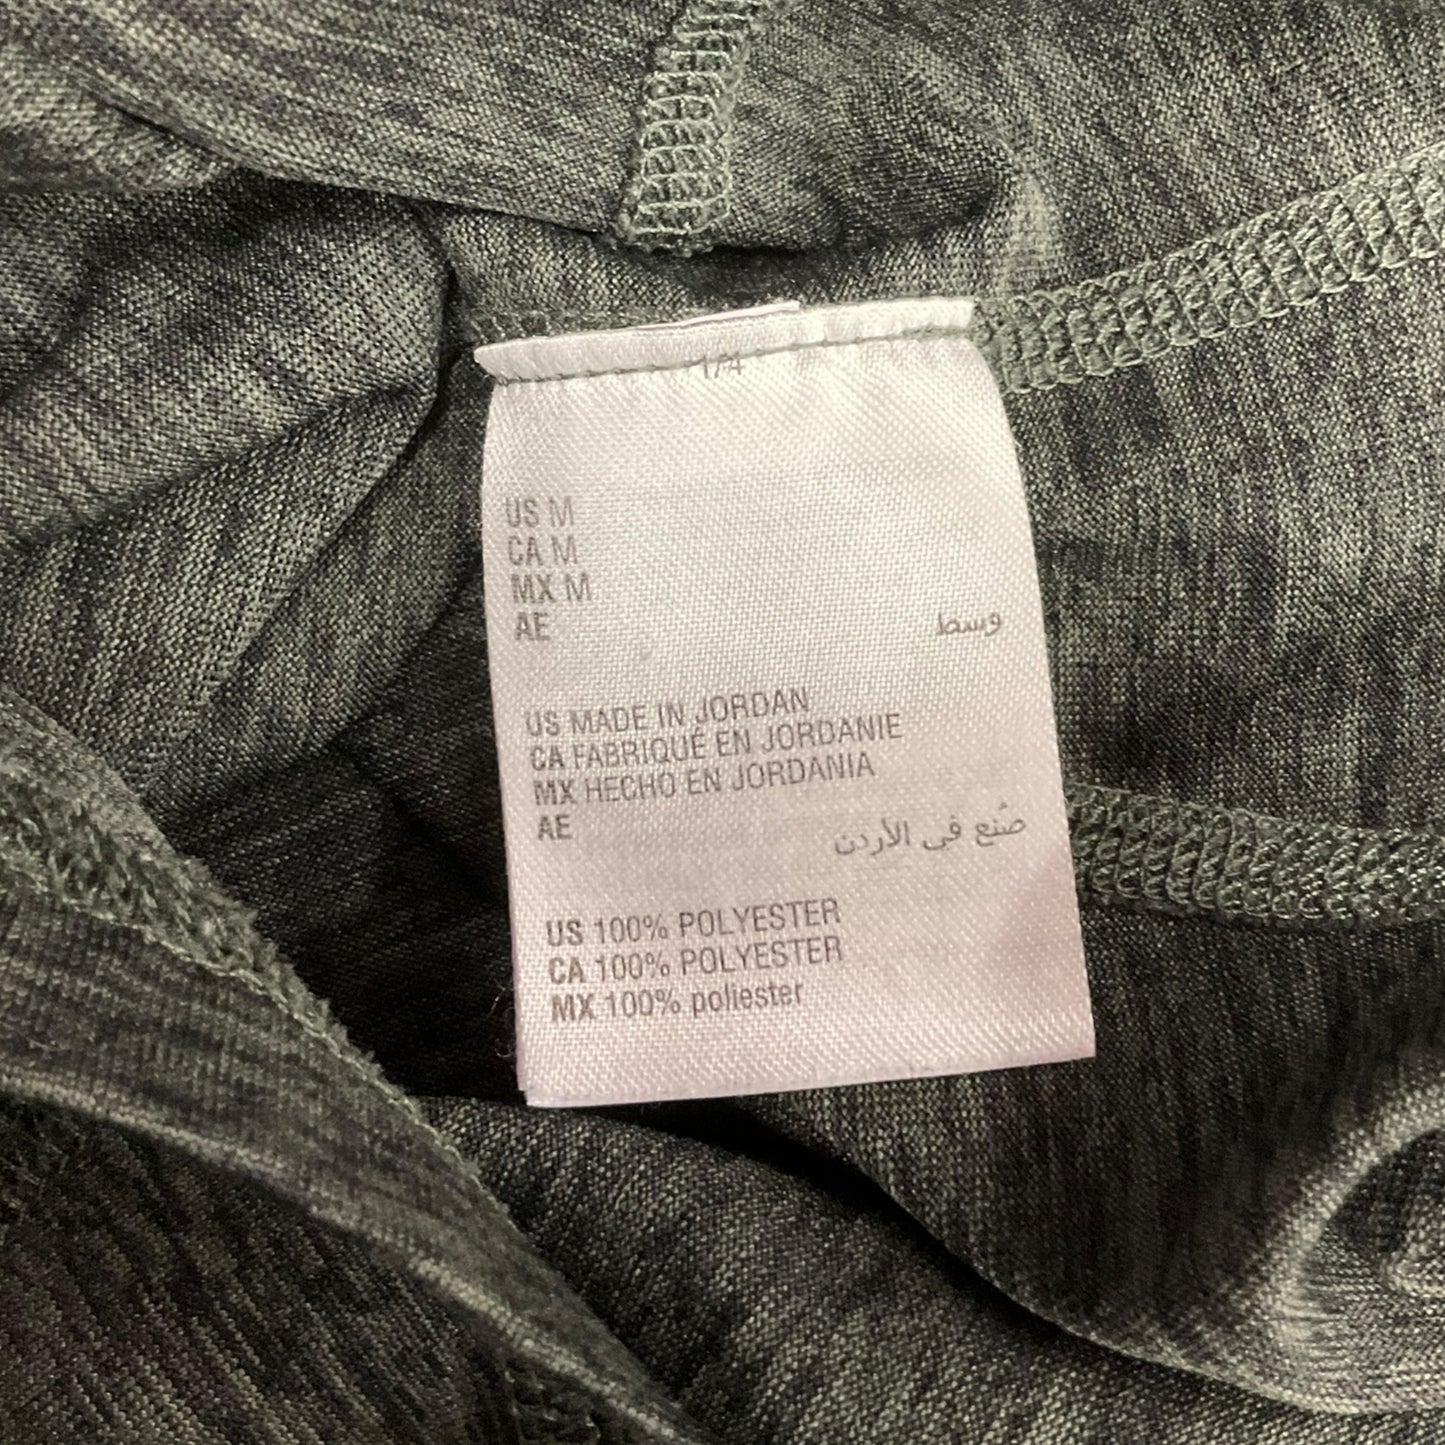 1/4
US M
CA M
MX M
AE وسط
US MADE IN JORDAN
CA FABRIQUÉ EN JORDANIE
MX HECHO EN JORDANIA
AE صُنع في الأردن
US 100% POLYESTER
CA 100% POLYESTER
MX 100% poliester